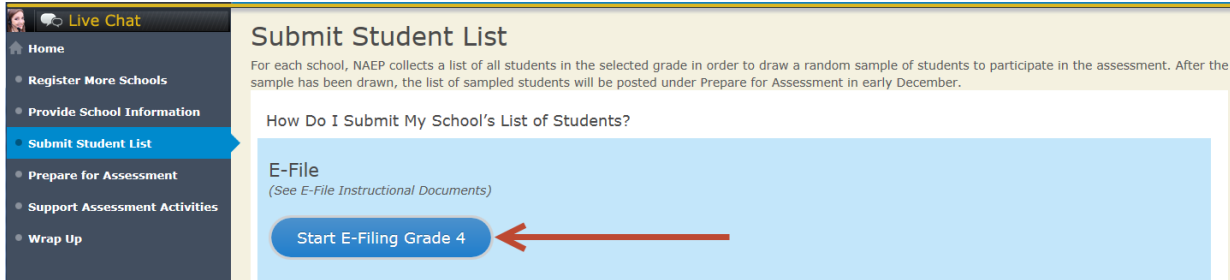 Live Chat
Home
Register More Schools
Provide School Information
Submit Student List
Prepare for Assessment
Support Assessment Activities
Wrap Up
Submit Student List
For each school, NAEP collects a list of all students in the selected grade in order to draw a random sample of students to participate in the assessment. After the
sample has been drawn, the list of sampled students will be posted under Prepare for Assessment in early December.
How Do I Submit My School's List of Students?
E-File
(See E-File Instructional Documents)
Start E-Filing Grade 4